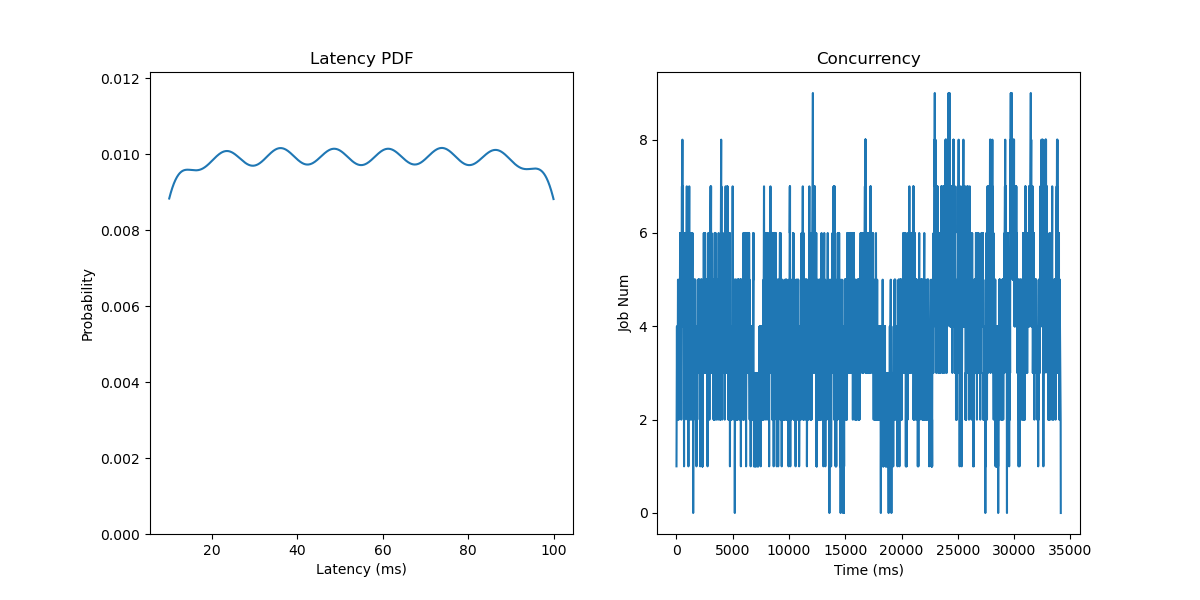 Latency PDF
Probability
0.012
0.010
0.008
0.006
0.004
0.002
0.000
20 40 60 80 100
Latency (ms)
Concurrency
Job Num
8
6
4
2
0
0 5000 10000 15000 20000 25000 30000 35000
Time (ms)